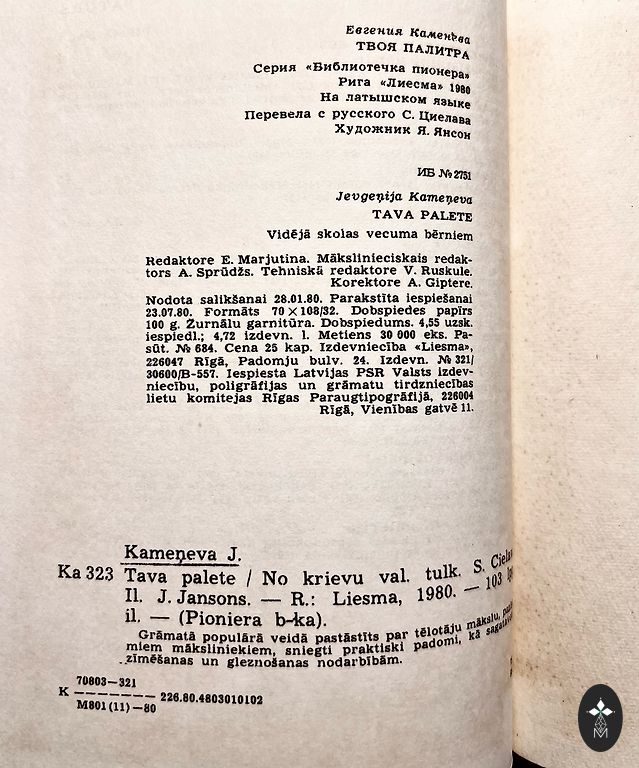 Евгения Каменева
ТВОЯ ПАЛИТРА
Серия «Библиотечка пионера»
Рига «Лиесма» 1980
На латышском языке
Перевела с русского С. Циелава
Художник Я. Янсон
ИБ № 2751
Jevgeņija Kameņeva
TAVA PALETE
Vidējā skolas vecuma bērniem
Redaktore E. Marjutina. Mākslinieciskais redak-
tors A. Sprūdžs. Tehniskā redaktore V. Ruskule.
Korektore A. Giptere.
Nodota salikšanai 28.01.80. Parakstīta iespiešanai
23.07.80. Formāts 70×108/32. Dobspiedes papīrs
100 g. Žurnālu garnitūra. Dobspiedums. 4,55 uzsk.
iespiedl.; 4,72 izdevn. l. Metiens 30 000 eks. Pa-
sūt. № 684. Cena 25 kap. Izdevniecība «Liesma»,
226047 Rīgā, Padomju bulv. 24. Izdevn. № 321/
30600/B-557. Iespiesta Latvijas PSR Valsts izdev-
niecību, poligrāfijas un grāmatu tirdzniecības
lietu komitejas Rīgas Paraugtipogrāfijā, 226004
Rīgā, Vienības gatvē 11.
Kameņeva J.
Ka 323 Tava palete / No krievu val. tulk. S.
Il. J. Jansons. — R.: Liesma, 1980. — 103
il. — (Pioniera b-ka).
Grāmatā populārā veidā pastāstīts par tēlotāju mākslu,
miem māksliniekiem, sniegti praktiski padomi, kā
zīmēšanas un gleznošanas nodarbībām.
70803—321
К ——————— 226.80.4803010102
M801(11)—80
M